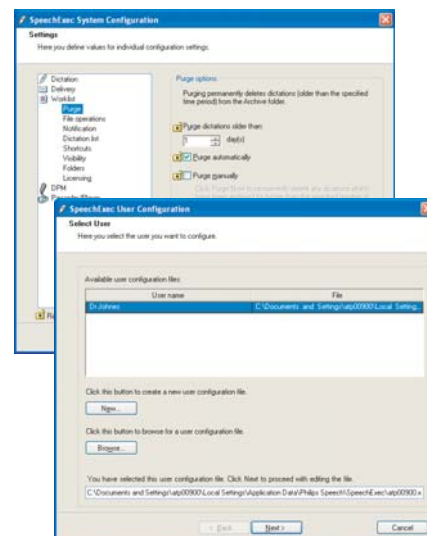 SpeechExec System Configuration
Settings
Here you define values for individual configuration settings.
Dictation
Delivery
Worklist
Purge
File operations
Notification
Dictation list
Shortcuts
Visibility
Folders
Licensing
DPM
Purge options:
Purging permanently deletes dictations (older than the specified
time period) from the Archive folder.
Purge dictations older than:
day(s)
Purge automatically
Purge manually
SpeechExec User Configuration
Select User
Here you select the user you want to configure.
Available user configuration files:
User name
File
C:\Documents and Settings\atp00900\Local Setting...
Click this button to create a new user configuration file.
New...
Click this button to browse for a user configuration file.
Browse...
You have selected this user configuration file. Click Next to proceed with editing the file.
C:\Documents and Settings\atp00900\Local Settings\Application Data\Philips Speech\SpeechExec\atp00900.x
< Back
Next >
Cancel